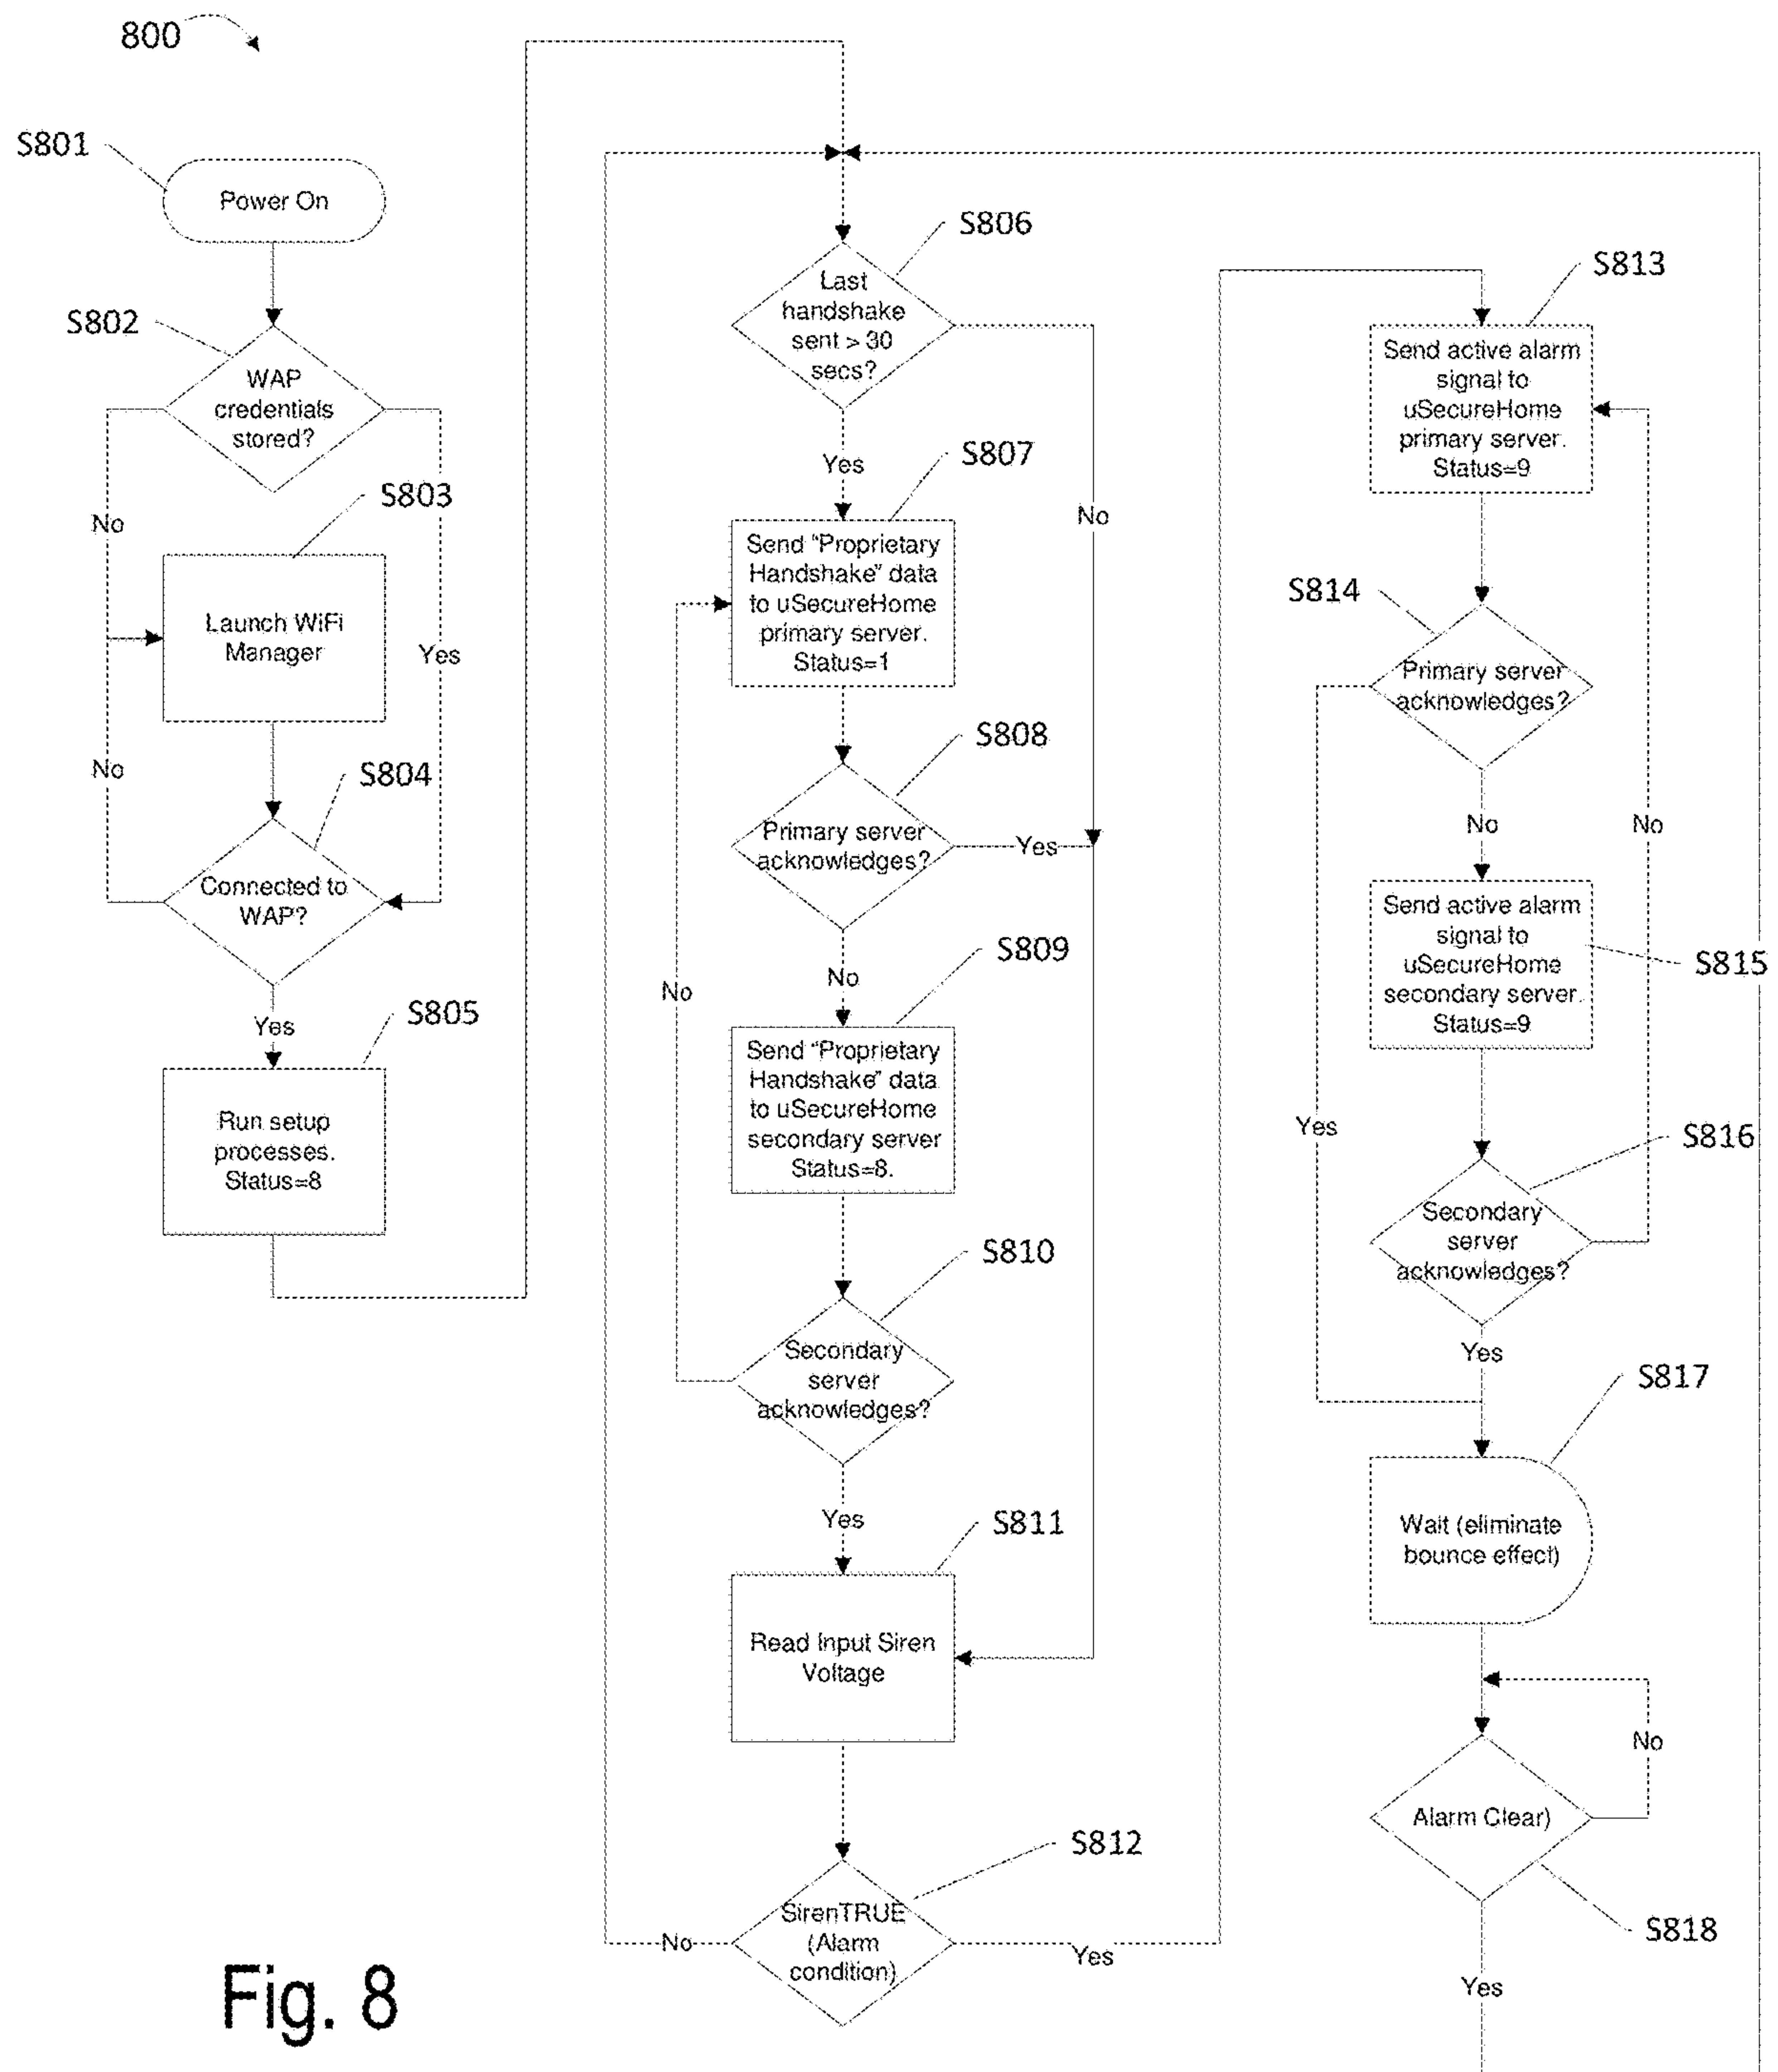 800
S801
Power On
S802
WAP
credentials
stored?
No
Yes
S803
Launch WiFi
Manager
No
S804
Connected to
WAP?
Yes
S805
Run setup
processes.
Status=8
S806
Last
handshake
sent > 30
secs?
Yes
No
S807
Send "Proprietary
Handshake" data
to uSecureHome
primary server.
Status=1
S808
Primary server
acknowledges?
Yes
No
S809
Send "Proprietary
Handshake" data
to uSecureHome
secondary server
Status=8.
No
S810
Secondary
server
acknowledges?
Yes
S811
Read Input Siren
Voltage
S812
SirenTRUE
(Alarm
condition)
No
Yes
S813
Send active alarm
signal to
uSecureHome
primary server.
Status=9
S814
Primary server
acknowledges?
No
No
Yes
S815
Send active alarm
signal to
uSecureHome
secondary server.
Status=9
S816
Secondary
server
acknowledges?
Yes
S817
Wait (eliminate
bounce effect)
No
Alarm Clear)
S818
Yes
Fig. 8